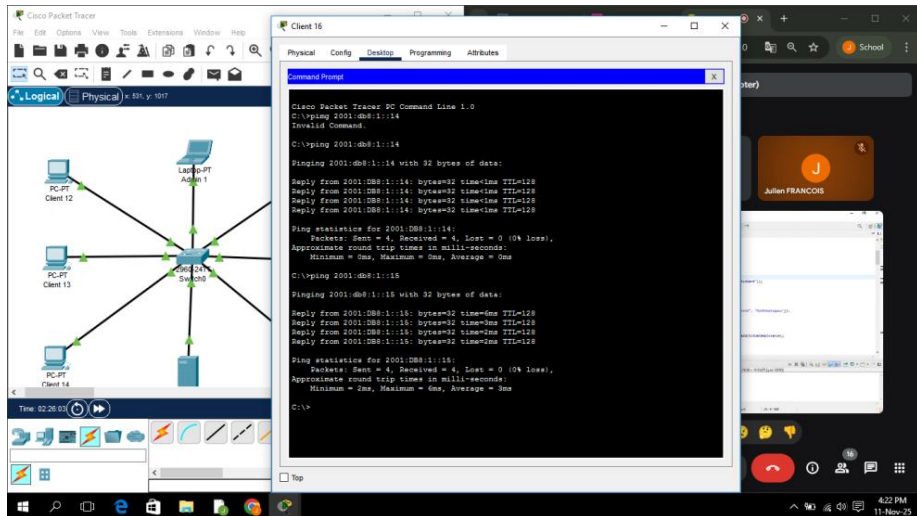 Cisco Packet Tracer
File Edit Options View Tools Extensions Window Help
Logical
Physical
x: 531, y: 1017
PC-PT
Client 12
Laptop-PT
Admin 1
PC-PT
Client 13
Switch0
PC-PT
Client 14
Time: 02:26:03
Client 16
Physical Config Desktop Programming Attributes
Command Prompt
X
Cisco Packet Tracer PC Command Line 1.0
C:\>pimg 2001:db8:1::14
Invalid Command.
C:\>ping 2001:db8:1::14
Pinging 2001:db8:1::14 with 32 bytes of data:
Reply from 2001:DB8:1::14: bytes=32 time<1ms TTL=128
Reply from 2001:DB8:1::14: bytes=32 time<1ms TTL=128
Reply from 2001:DB8:1::14: bytes=32 time<1ms TTL=128
Reply from 2001:DB8:1::14: bytes=32 time<1ms TTL=128
Ping statistics for 2001:DB8:1::14:
Packets: Sent = 4, Received = 4, Lost = 0 (0% loss),
Approximate round trip times in milli-seconds:
Minimum = 0ms, Maximum = 0ms, Average = 0ms
C:\>ping 2001:db8:1::15
Pinging 2001:db8:1::15 with 32 bytes of data:
Reply from 2001:DB8:1::15: bytes=32 time=6ms TTL=128
Reply from 2001:DB8:1::15: bytes=32 time=3ms TTL=128
Reply from 2001:DB8:1::15: bytes=32 time=2ms TTL=128
Reply from 2001:DB8:1::15: bytes=32 time=2ms TTL=128
Ping statistics for 2001:DB8:1::15:
Packets: Sent = 4, Received = 4, Lost = 0 (0% loss),
Approximate round trip times in milli-seconds:
Minimum = 2ms, Maximum = 6ms, Average = 3ms
C:\>
Top
School
J
Julien FRANCOIS
16
4:22 PM
11-Nov-25